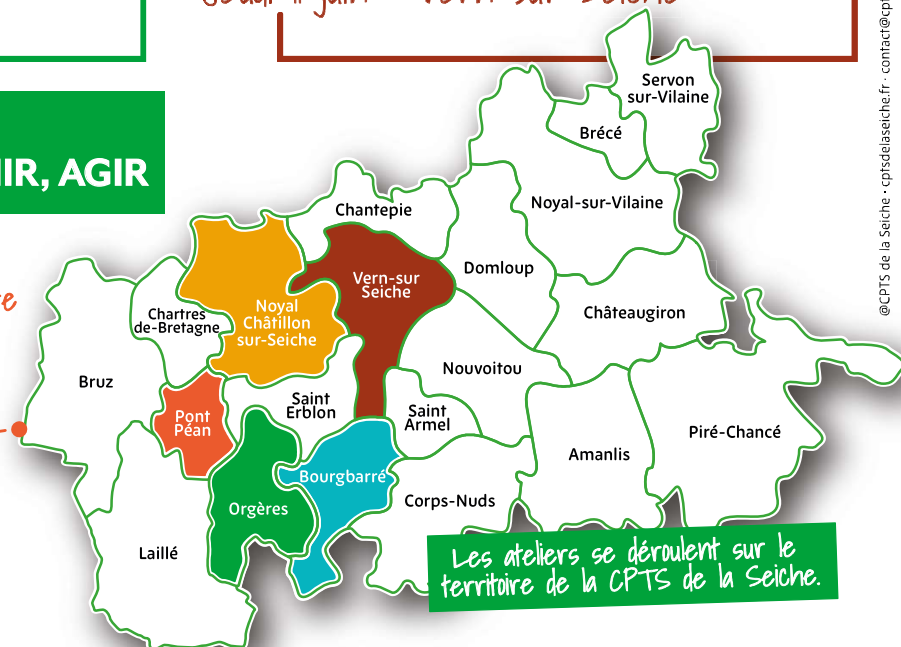 Vern-sur-Seiche
Servon
sur-Vilaine
Brécé
IR, AGIR
Noyal-sur-Vilaine
Chantepie
Domloup
Vern-sur
Seiche
Noyal
Châtillon
sur-Seiche
Chartres
de-Bretagne
Châteaugiron
Bruz
Nouvoitou
Saint
Erblon
Saint
Armel
Pont
Péan
Piré-Chancé
Amanlis
Bourgbarré
Corps-Nuds
Orgères
Laillé
Les ateliers se déroulent sur le
territoire de la CPTS de la Seiche.
@CPTS de la Seiche • cptsdelaseiche.fr • contact@cpt